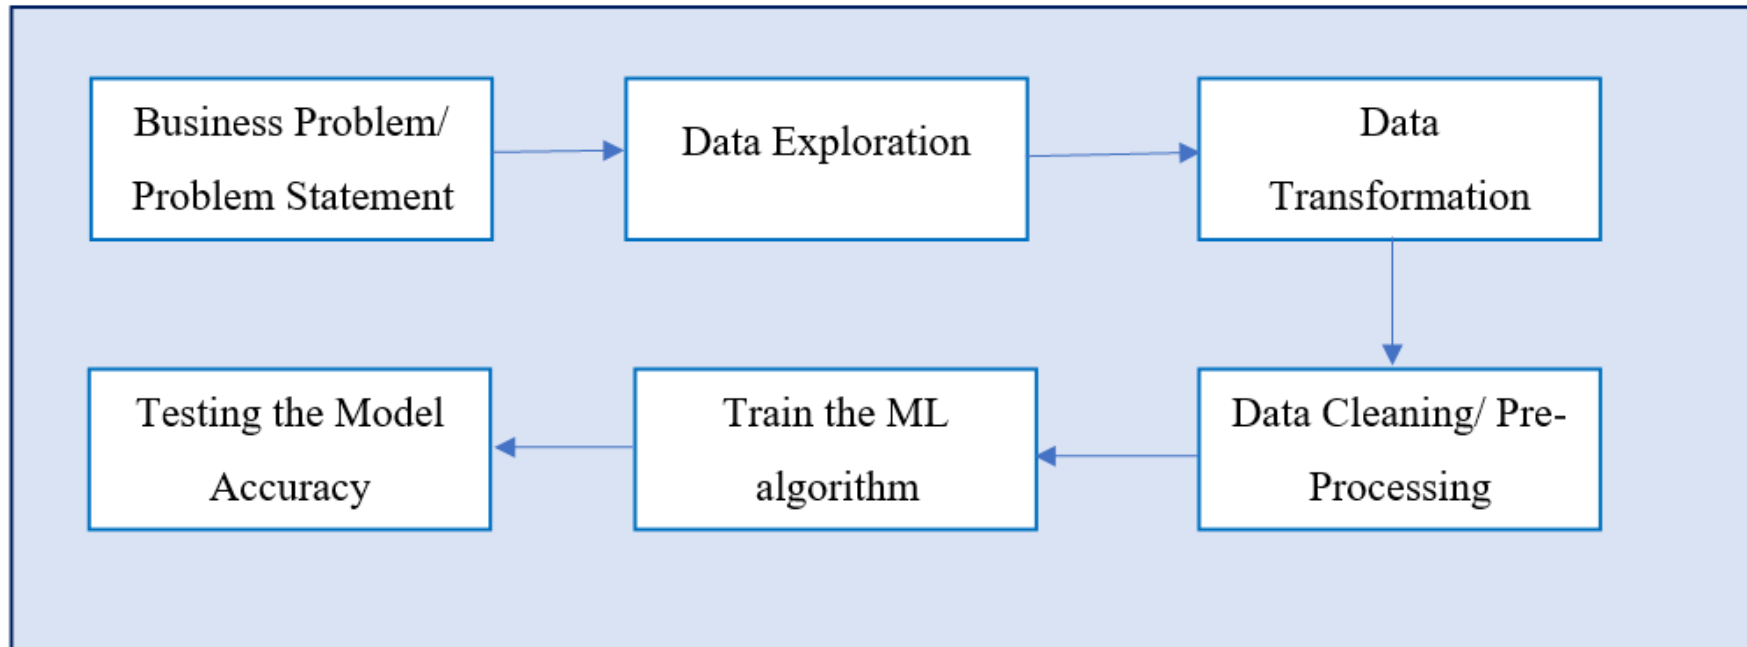 Business Problem/
Problem Statement
Data Exploration
Data
Transformation
Data Cleaning/ Pre-
Processing
Train the ML
algorithm
Testing the Model
Accuracy